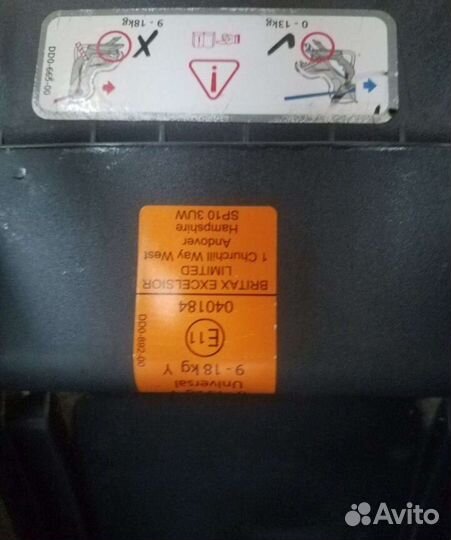 Universal
9 - 18 kg Y
E11
040184
BRITAX EXCELSIOR
LIMITED
1 Churchill Way West
Andover
Hampshire
SP10 3UW
DD0-892-00
0 - 13kg
9 - 18kg
DD0-665-00
Avito